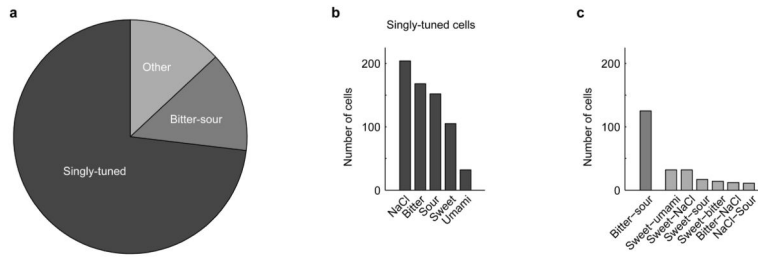 a
Other
Bitter-sour
Singly-tuned
b
Singly-tuned cells
Number of cells
200
100
0
NaCl
Bitter
Sour
Sweet
Umami
c
Number of cells
200
100
0
Bitter-sour
Sweet-umami
Sweet-NaCl
Sweet-sour
Sweet-bitter
Bitter-NaCl
NaCl-Sour